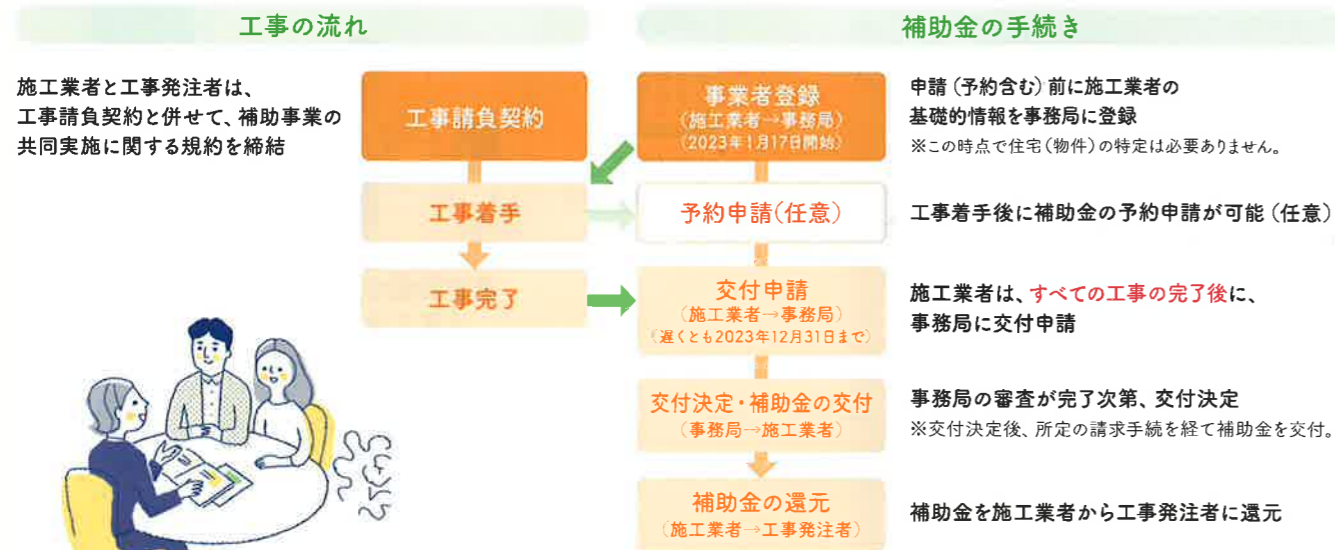 工事の流れ
施工業者と工事発注者は、
工事請負契約と併せて、補助事業の
共同実施に関する規約を締結
工事請負契約
工事着手
工事完了
補助金の手続き
事業者登録
(施工業者→事務局)
(2023年1月17日開始)
申請(予約含む)前に施工業者の
基礎的情報を事務局に登録
※この時点で住宅(物件)の特定は必要ありません。
予約申請(任意)
工事着手後に補助金の予約申請が可能(任意)
交付申請
(施工業者→事務局)
(遅くとも2023年12月31日まで)
施工業者は、すべての工事の完了後に、
事務局に交付申請
交付決定・補助金の交付
(事務局→施工業者)
事務局の審査が完了次第、交付決定
※交付決定後、所定の請求手続を経て補助金を交付。
補助金の還元
(施工業者→工事発注者)
補助金を施工業者から工事発注者に還元